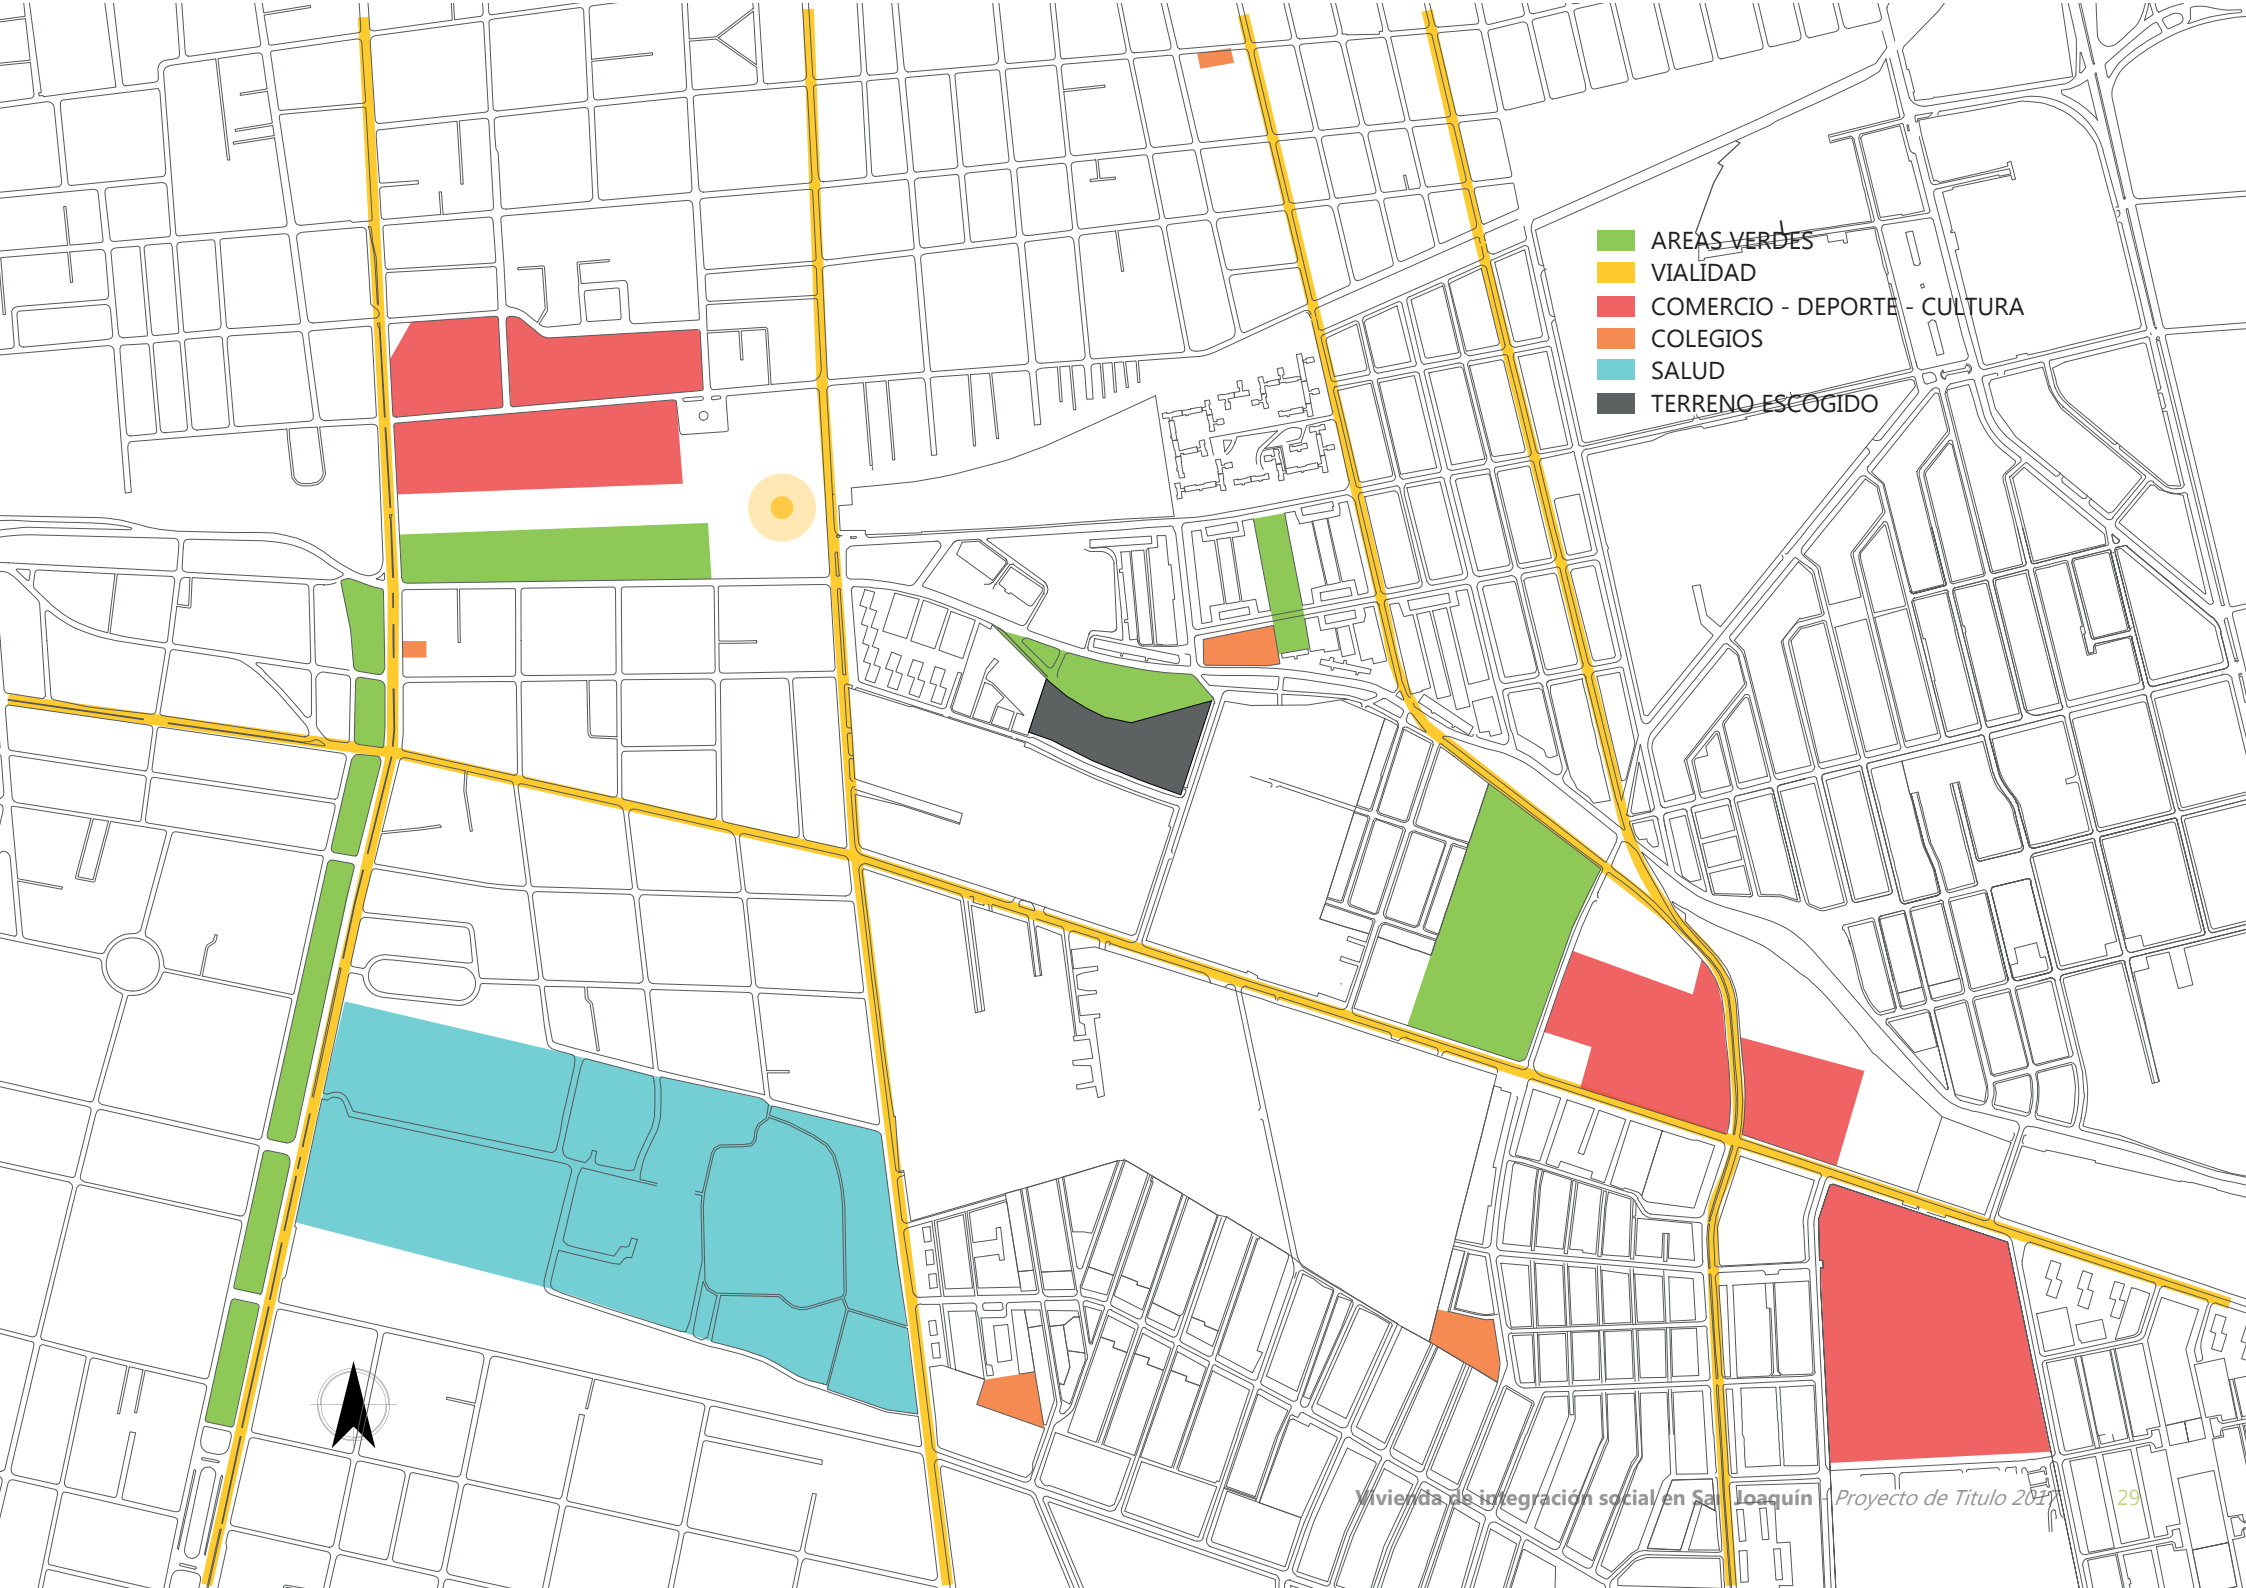 AREAS VERDES
VIALIDAD
COMERCIO - DEPORTE - CULTURA
COLEGIOS
SALUD
TERRENO ESCOGIDO
Vivienda de integración social en San Joaquín - Proyecto de Titulo 2017 29